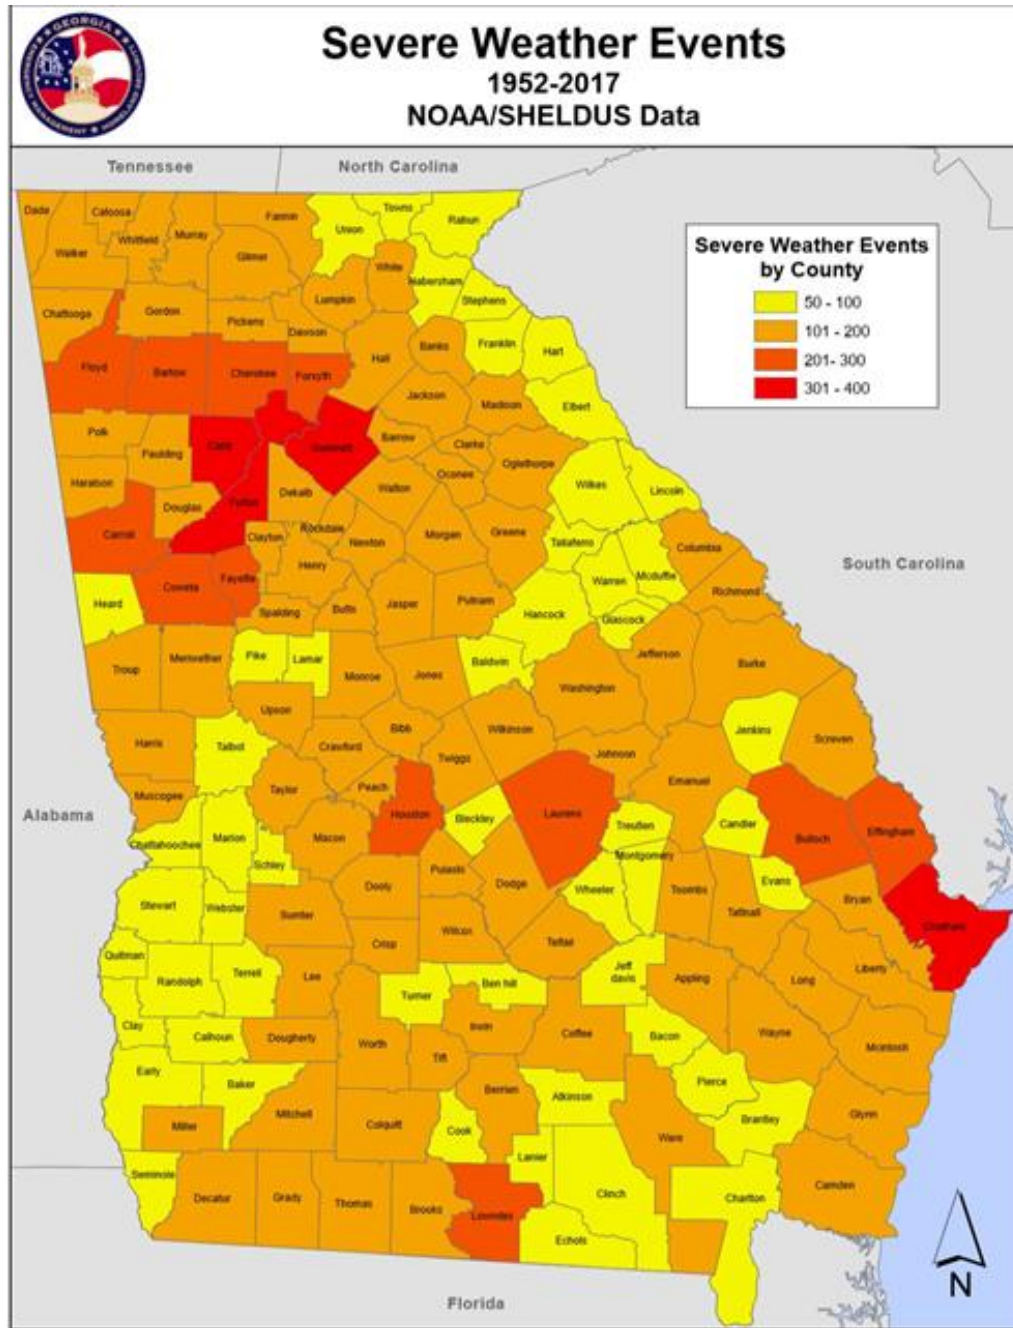 Severe Weather Events
1952-2017
NOAA/SHELDUS Data
GEORGIA
Tennessee
North Carolina
Severe Weather Events
by County
50 - 100
101 - 200
201- 300
301 - 400
Dade
Catoosa
Whitfield
Murray
Fannin
Union
Towns
Rabun
Walker
Gilmer
White
Habersham
Stephens
Chattooga
Gordon
Pickens
Lumpkin
Dawson
Banks
Franklin
Hart
Floyd
Bartow
Cherokee
Forsyth
Hall
Jackson
Madison
Elbert
Polk
Paulding
Cobb
Gwinnett
Barrow
Clarke
Oconee
Oglethorpe
Haralson
Douglas
Fulton
Dekalb
Walton
Wilkes
Lincoln
Carroll
Clayton
Rockdale
Newton
Morgan
Greene
Taliaferro
Columbia
South Carolina
Heard
Coweta
Fayette
Henry
Warren
Mcduffie
Richmond
Spalding
Butts
Jasper
Putnam
Hancock
Glascock
Troup
Meriwether
Pike
Lamar
Monroe
Jones
Baldwin
Jefferson
Burke
Washington
Harris
Talbot
Upson
Bibb
Wilkinson
Jenkins
Screven
Crawford
Twiggs
Johnson
Muscogee
Taylor
Peach
Emanuel
Alabama
Houston
Bleckley
Laurens
Treutlen
Candler
Bulloch
Effingham
Chattahoochee
Marion
Macon
Schley
Pulaski
Montgomery
Dooly
Dodge
Wheeler
Toombs
Evans
Bryan
Stewart
Webster
Sumter
Tattnall
Chatham
Crisp
Wilcox
Telfair
Quitman
Randolph
Terrell
Lee
Turner
Ben hill
Jeff
davis
Appling
Long
Liberty
Clay
Calhoun
Dougherty
Worth
Tift
Irwin
Coffee
Bacon
Wayne
Mcintosh
Early
Baker
Berrien
Pierce
Miller
Mitchell
Colquitt
Cook
Atkinson
Brantley
Glynn
Ware
Seminole
Lanier
Decatur
Grady
Thomas
Brooks
Lowndes
Clinch
Charlton
Camden
Echols
Florida
N